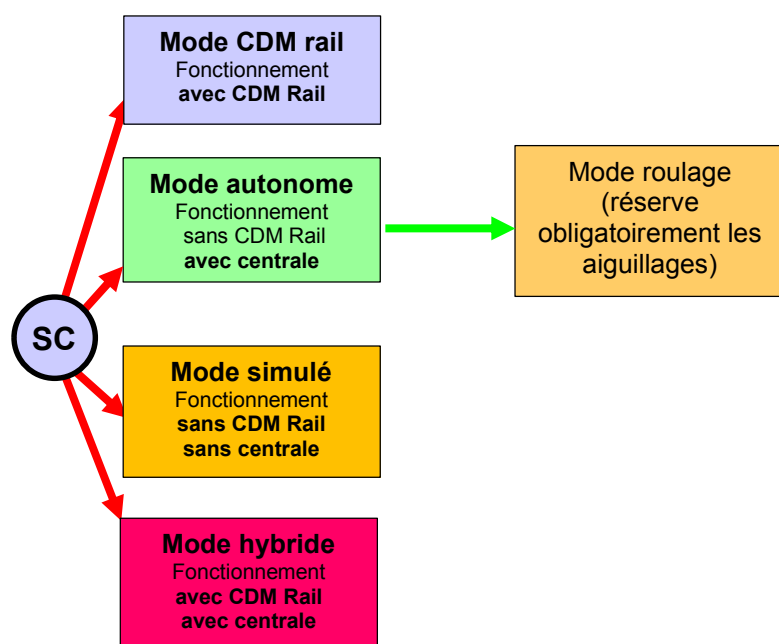 Mode CDM rail
Fonctionnement
avec CDM Rail
Mode autonome
Fonctionnement
sans CDM Rail
avec centrale
Mode roulage
(réserve
obligatoirement les
aiguillages)
SC
Mode simulé
Fonctionnement
sans CDM Rail
sans centrale
Mode hybride
Fonctionnement
avec CDM Rail
avec centrale